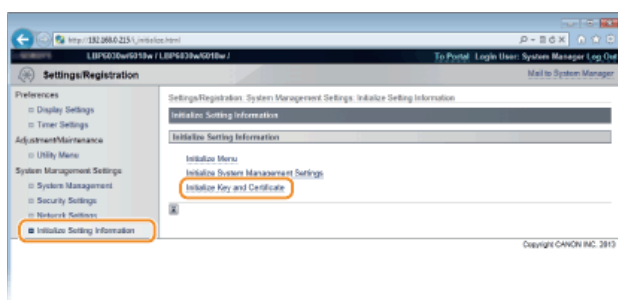 http://192.168.0.215/i_initialize.html
LBP6030w/6018w / LBP6030w/6018w /
To Portal Login User: System Manager Log Out
Settings/Registration
Mail to System Manager
Preferences
Display Settings
Timer Settings
Adjustment/Maintenance
Utility Menu
System Management Settings
System Management
Security Settings
Network Settings
Initialize Setting Information
Settings/Registration: System Management Settings: Initialize Setting Information
Initialize Setting Information
Initialize Setting Information
Initialize Menu
Initialize System Management Settings
Initialize Key and Certificate
Copyright CANON INC. 2013